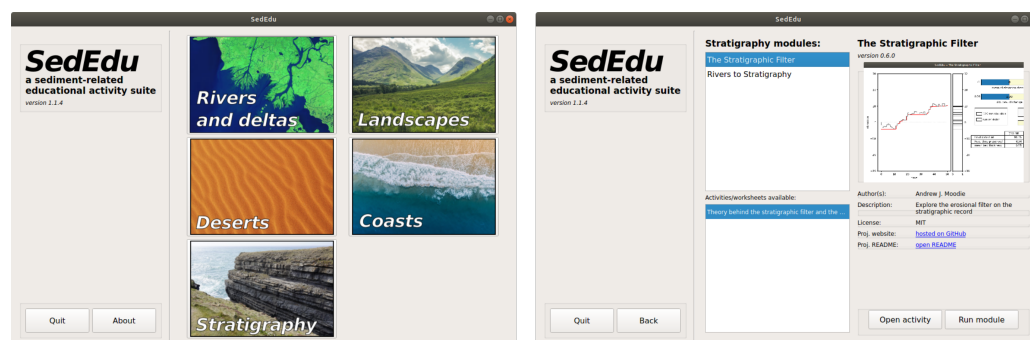 SedEdu
SedEdu
a sediment-related
educational activity suite
version 1.1.4
Rivers
and deltas
Landscapes
Deserts
Coasts
Stratigraphy
Quit
About
SedEdu
SedEdu
a sediment-related
educational activity suite
version 1.1.4
Quit
Back
Stratigraphy modules:
The Stratigraphic Filter
Rivers to Stratigraphy
Activities/worksheets available:
Theory behind the stratigraphic filter and the ...
The Stratigraphic Filter
version 0.6.0
Author(s): Andrew J. Moodie
Description: Explore the erosional filter on the
stratigraphic record
License: MIT
Proj. website: hosted on GitHub
Proj. README: open README
Open activity
Run module